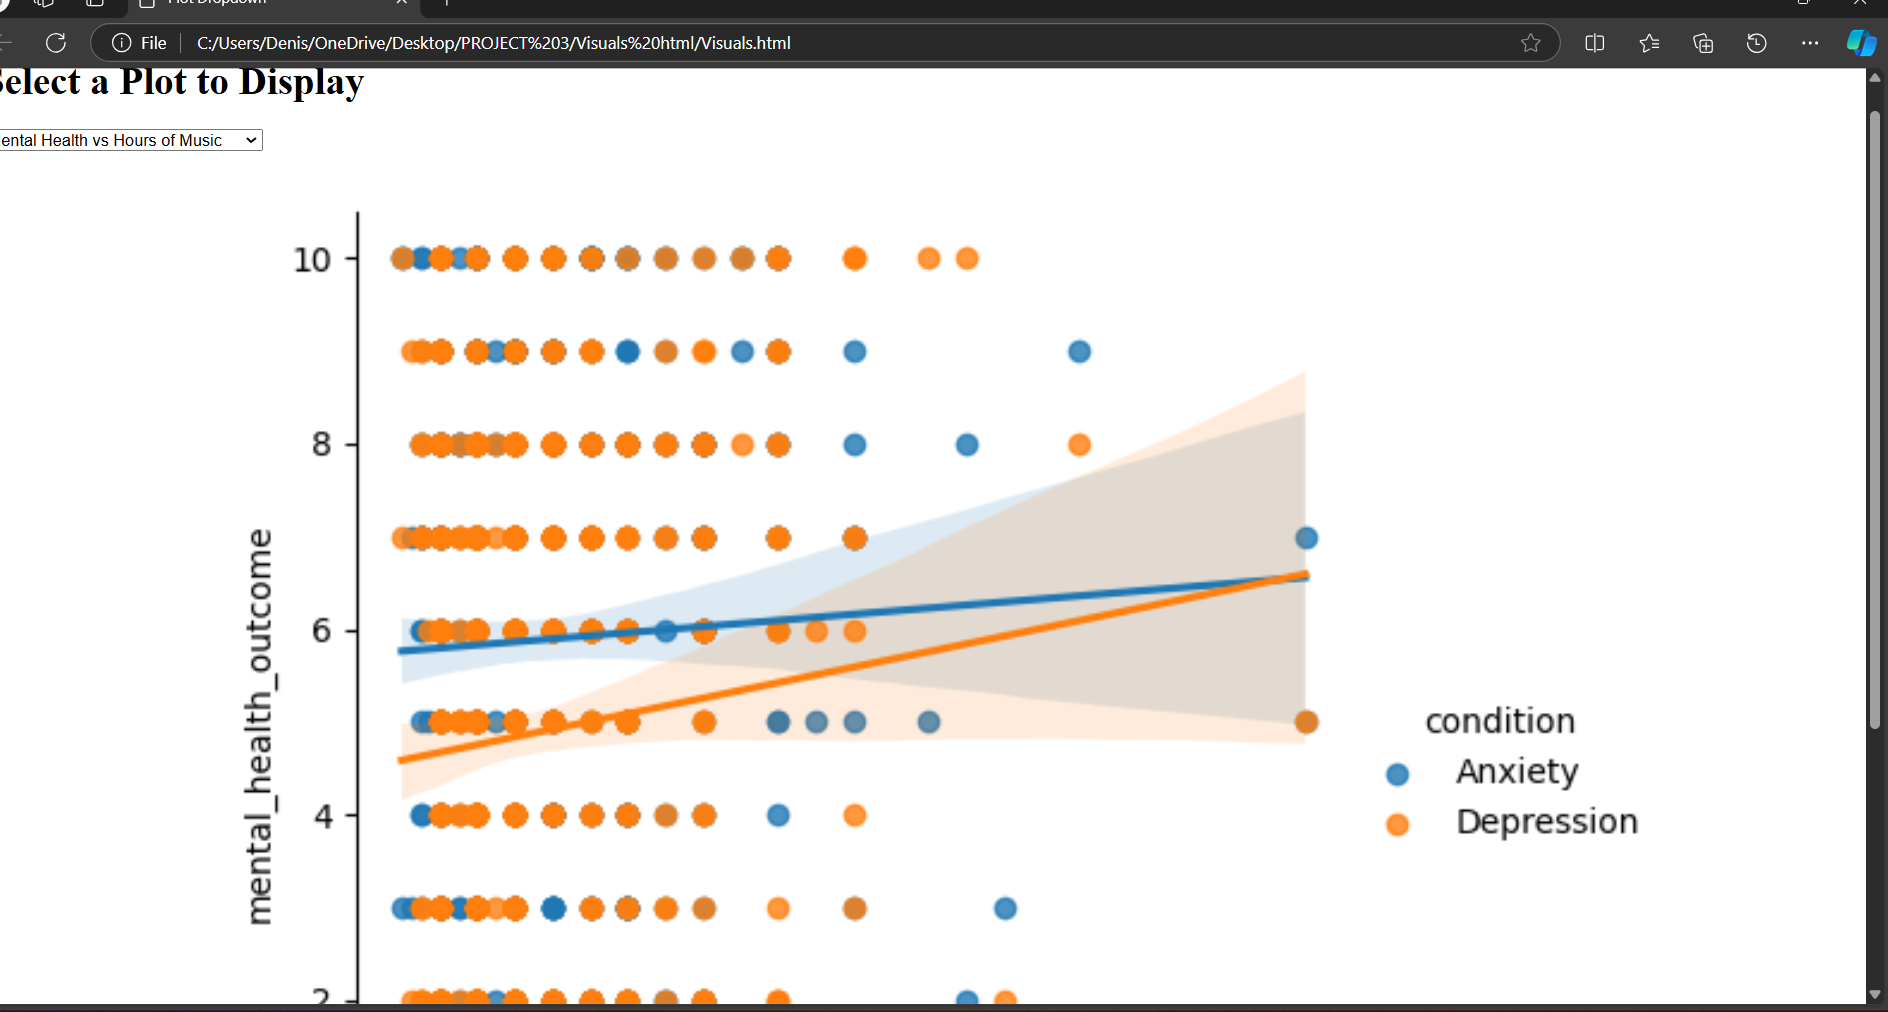 Plot Dropdown
File
C:/Users/Denis/OneDrive/Desktop/PROJECT%203/Visuals%20html/Visuals.html
Select a Plot to Display
ental Health vs Hours of Music
10
8
6
4
2
mental_health_outcome
condition
Anxiety
Depression